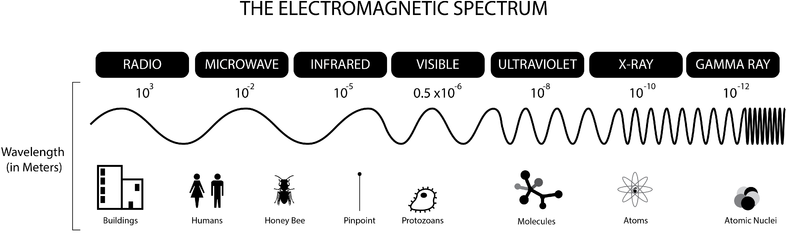 THE ELECTROMAGNETIC SPECTRUM
RADIO MICROWAVE INFRARED VISIBLE ULTRAVIOLET X-RAY GAMMA RAY
10³ 10⁻² 10⁻⁵ 0.5 x10⁻⁶ 10⁻⁸ 10⁻¹⁰ 10⁻¹²
Wavelength
(in Meters)
Buildings Humans Honey Bee Pinpoint Protozoans Molecules Atoms Atomic Nuclei